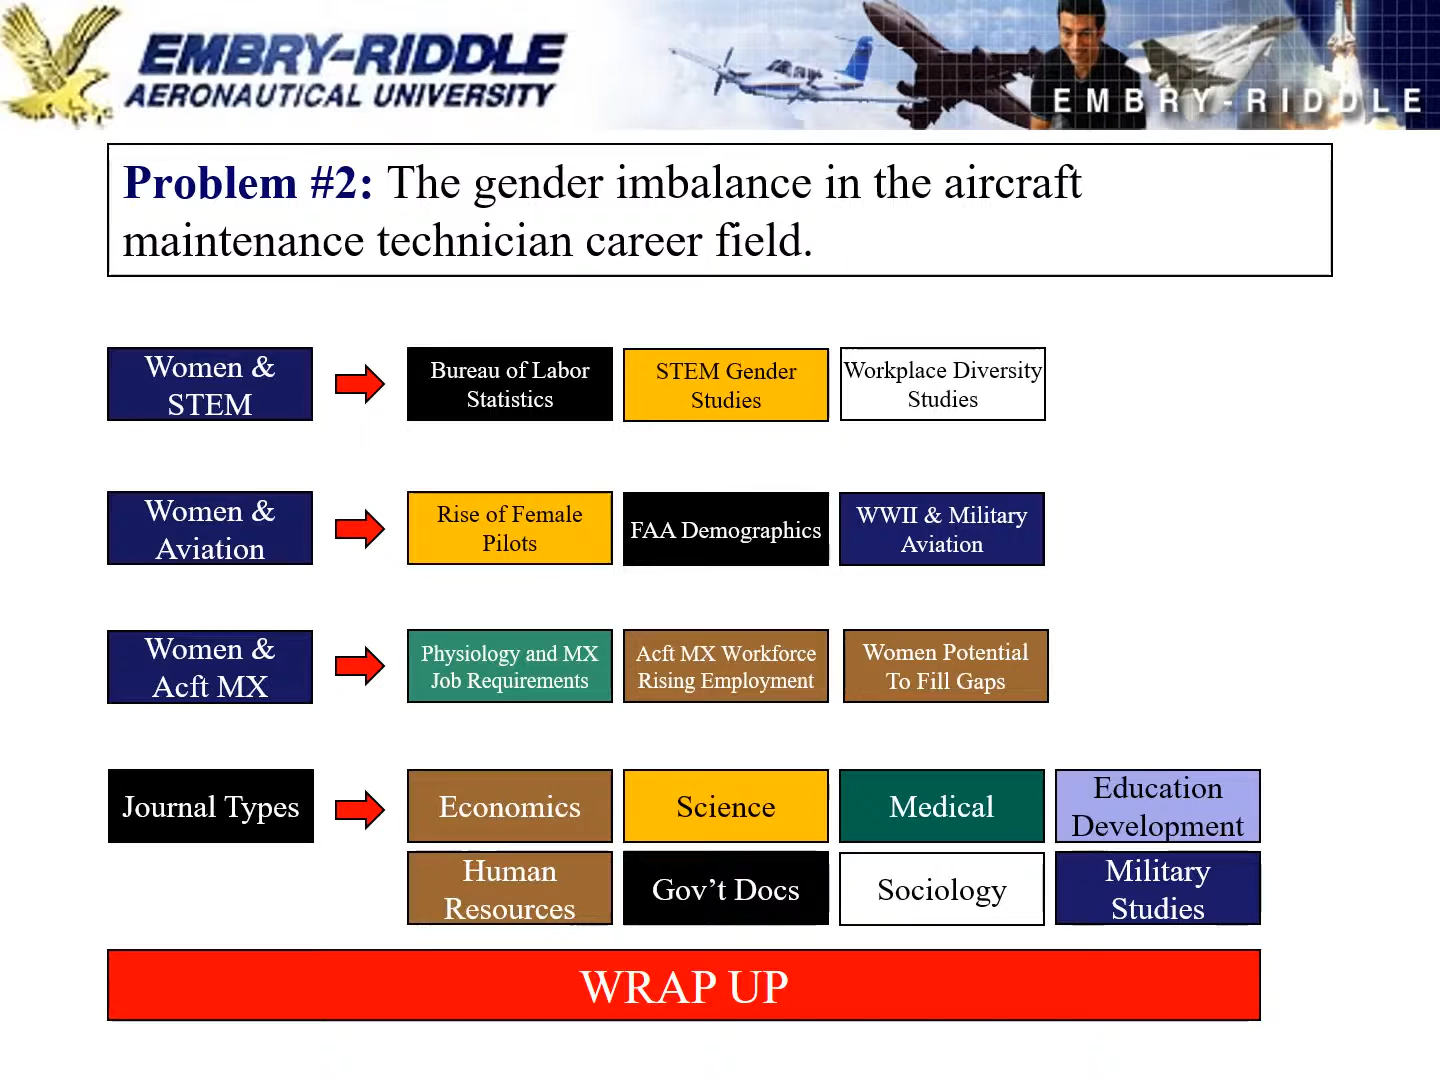 EMBRY-RIDDLE
AERONAUTICAL UNIVERSITY
EMBRY-RIDDLE
Problem #2: The gender imbalance in the aircraft
maintenance technician career field.
Women &
STEM
Bureau of Labor
Statistics
STEM Gender
Studies
Workplace Diversity
Studies
Women &
Aviation
Rise of Female
Pilots
FAA Demographics
WWII & Military
Aviation
Women &
Acft MX
Physiology and MX
Job Requirements
Acft MX Workforce
Rising Employment
Women Potential
To Fill Gaps
Journal Types
Economics
Science
Medical
Education
Development
Human
Resources
Gov’t Docs
Sociology
Military
Studies
WRAP UP